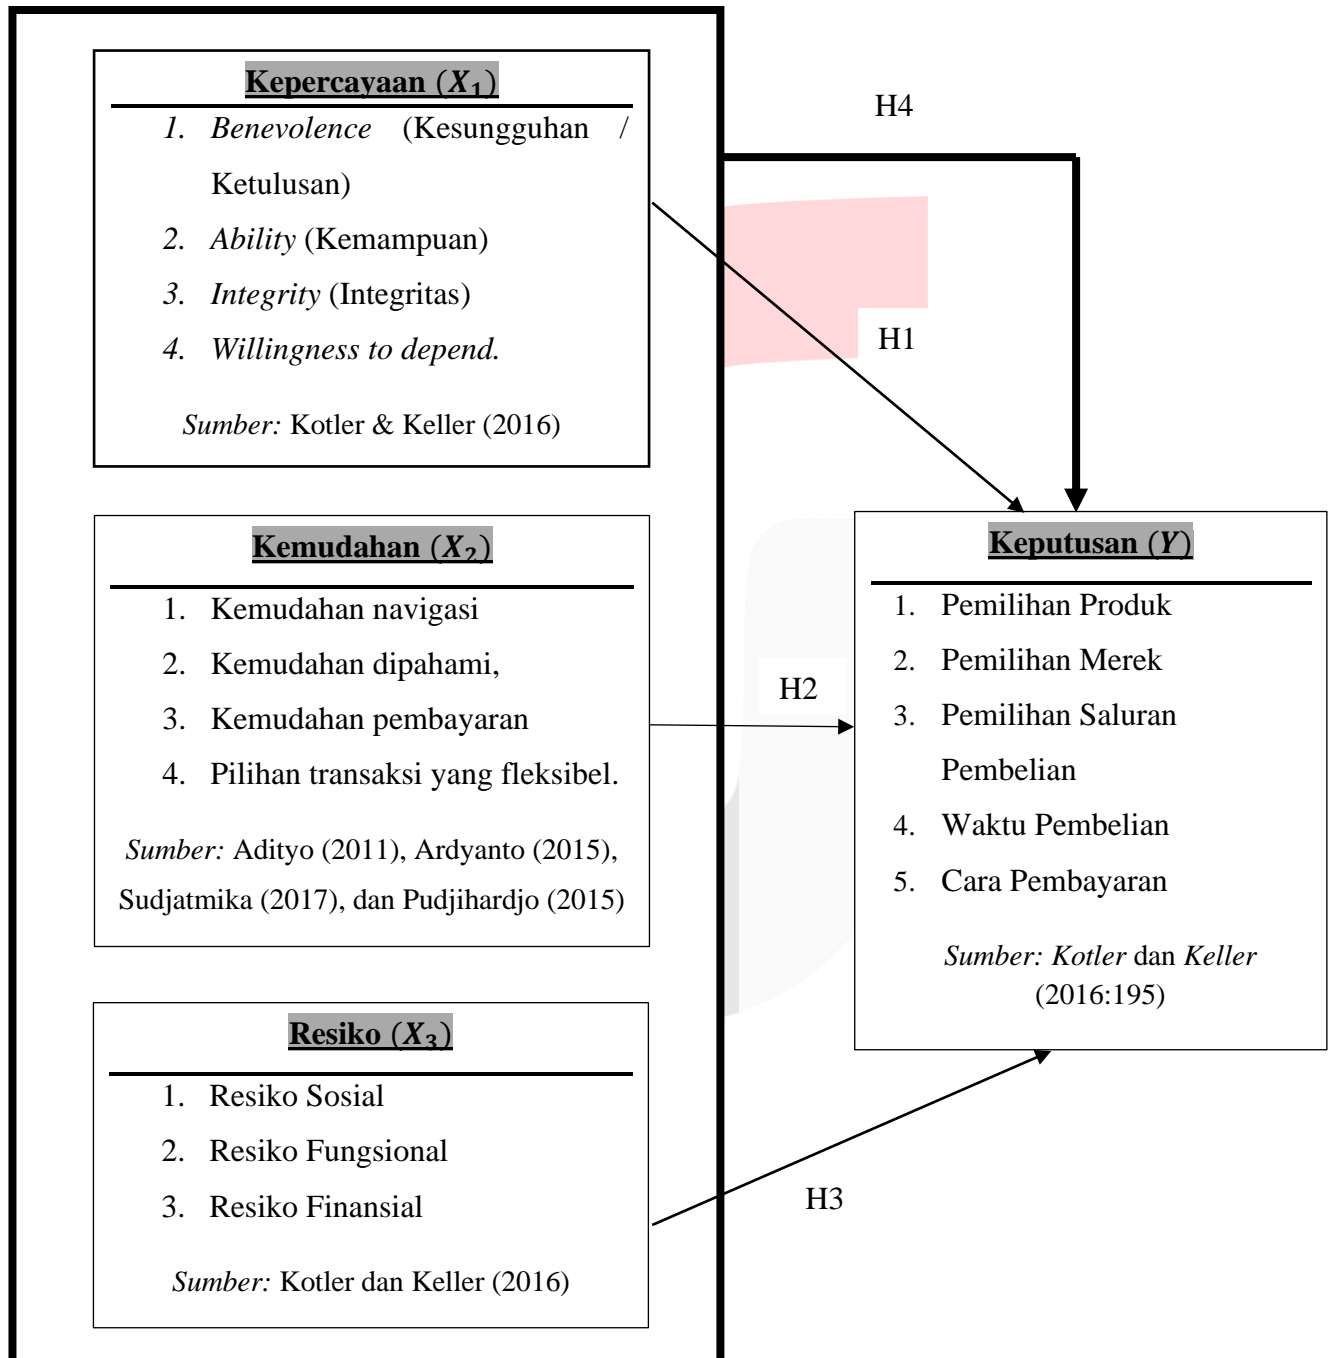 Kepercayaan (X₁)
1. Benevolence (Kesungguhan /
Ketulusan)
2. Ability (Kemampuan)
3. Integrity (Integritas)
4. Willingness to depend.
Sumber: Kotler & Keller (2016)
Kemudahan (X₂)
1. Kemudahan navigasi
2. Kemudahan dipahami,
3. Kemudahan pembayaran
4. Pilihan transaksi yang fleksibel.
Sumber: Adityo (2011), Ardyanto (2015),
Sudjatmika (2017), dan Pudjihardjo (2015)
Resiko (X₃)
1. Resiko Sosial
2. Resiko Fungsional
3. Resiko Finansial
Sumber: Kotler dan Keller (2016)
H4
H1
H2
H3
Keputusan (Y)
1. Pemilihan Produk
2. Pemilihan Merek
3. Pemilihan Saluran
Pembelian
4. Waktu Pembelian
5. Cara Pembayaran
Sumber: Kotler dan Keller
(2016:195)